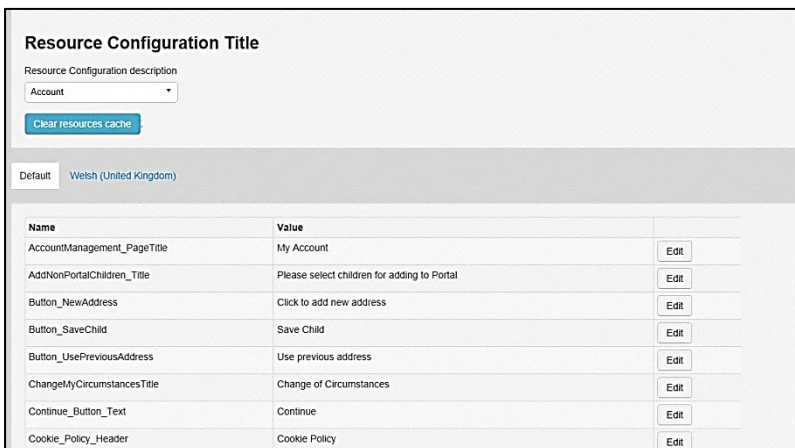 Resource Configuration Title
Resource Configuration description
Account
Clear resources cache
Default Welsh (United Kingdom)
Name Value
AccountManagement_PageTitle My Account Edit
AddNonPortalChildren_Title Please select children for adding to Portal Edit
Button_NewAddress Click to add new address Edit
Button_SaveChild Save Child Edit
Button_UsePreviousAddress Use previous address Edit
ChangeMyCircumstancesTitle Change of Circumstances Edit
Continue_Button_Text Continue Edit
Cookie_Policy_Header Cookie Policy Edit